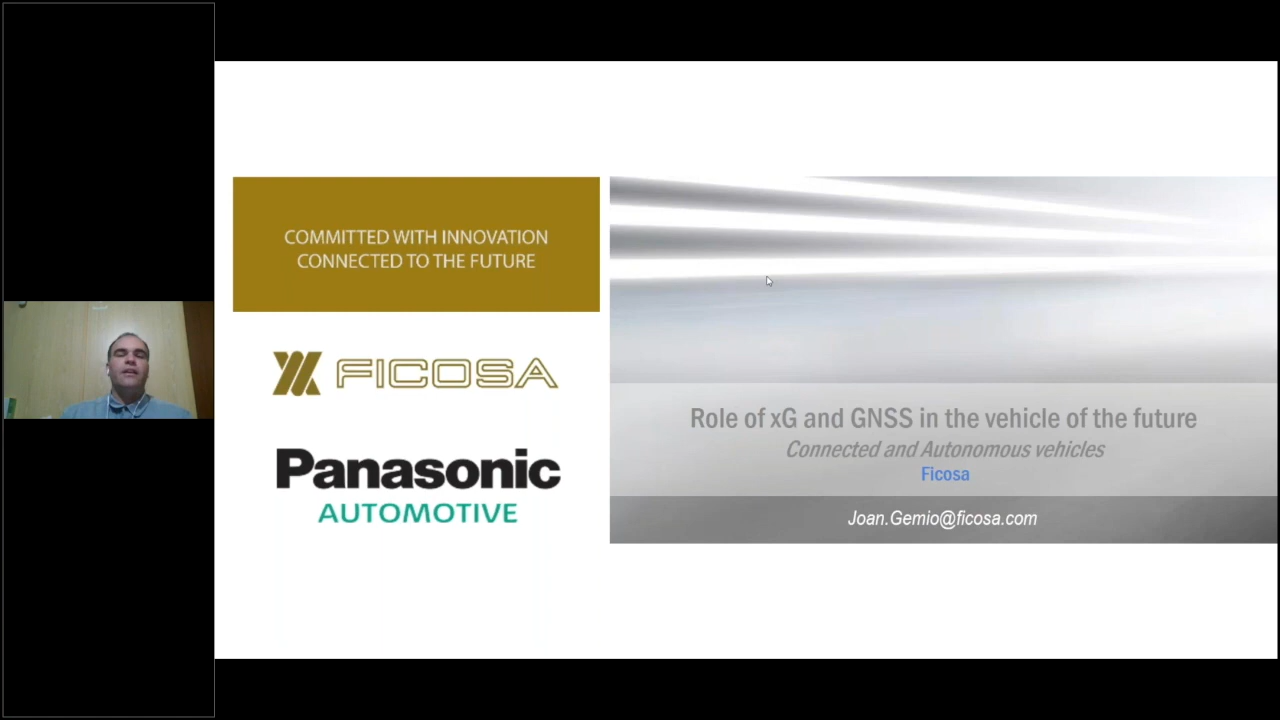 COMMITTED WITH INNOVATION
CONNECTED TO THE FUTURE
FICOSA
Panasonic
AUTOMOTIVE
Role of xG and GNSS in the vehicle of the future
Connected and Autonomous vehicles
Ficosa
Joan.Gemio@ficosa.com